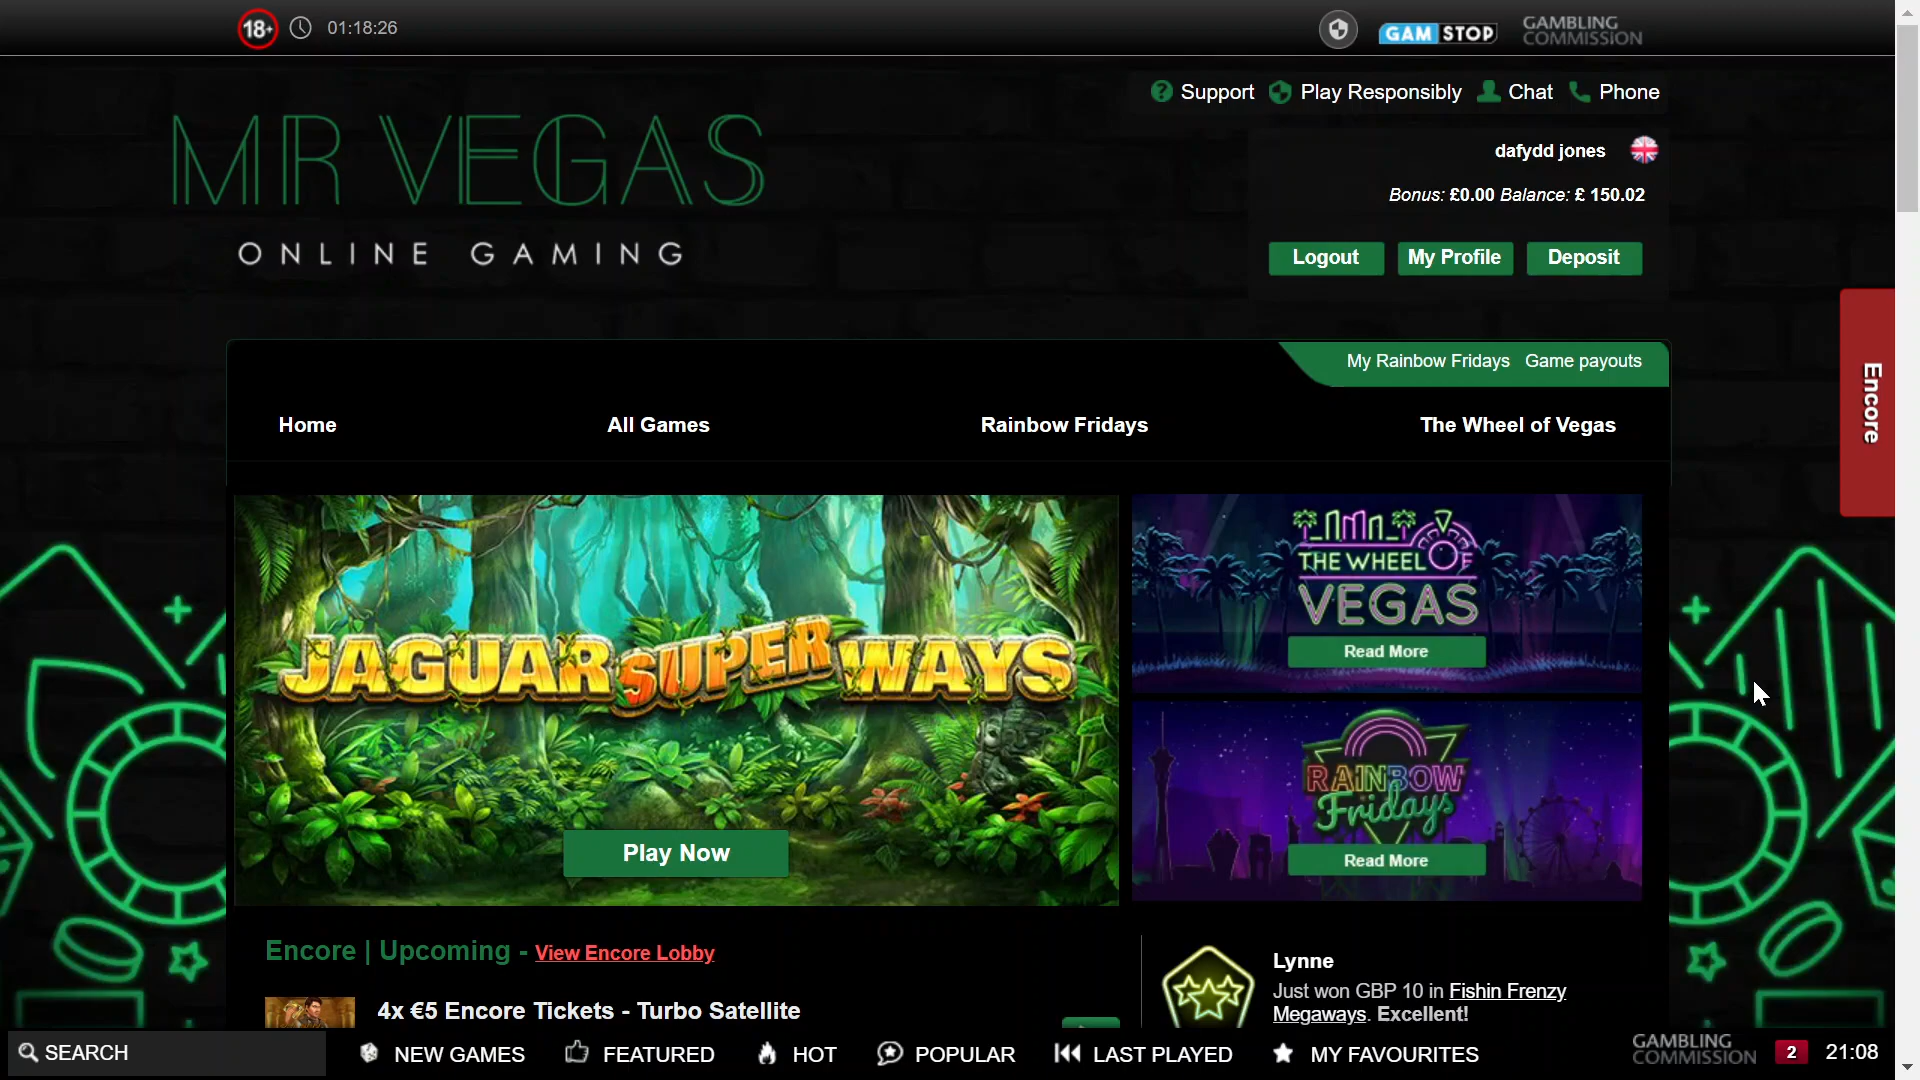 18+ 01:18:26
GAMSTOP GAMBLING COMMISSION
Support Play Responsibly Chat Phone
MR VEGAS
ONLINE GAMING
dafydd jones
Bonus: £0.00 Balance: £ 150.02
Logout My Profile Deposit
Encore
My Rainbow Fridays Game payouts
Home All Games Rainbow Fridays The Wheel of Vegas
JAGUAR SUPER WAYS
Play Now
THE WHEEL OF
VEGAS
Read More
RAINBOW
Fridays
Read More
Encore | Upcoming - View Encore Lobby
4x €5 Encore Tickets - Turbo Satellite
Lynne
Just won GBP 10 in Fishin Frenzy
Megaways. Excellent!
SEARCH NEW GAMES FEATURED HOT POPULAR LAST PLAYED MY FAVOURITES GAMBLING COMMISSION 2 21:08